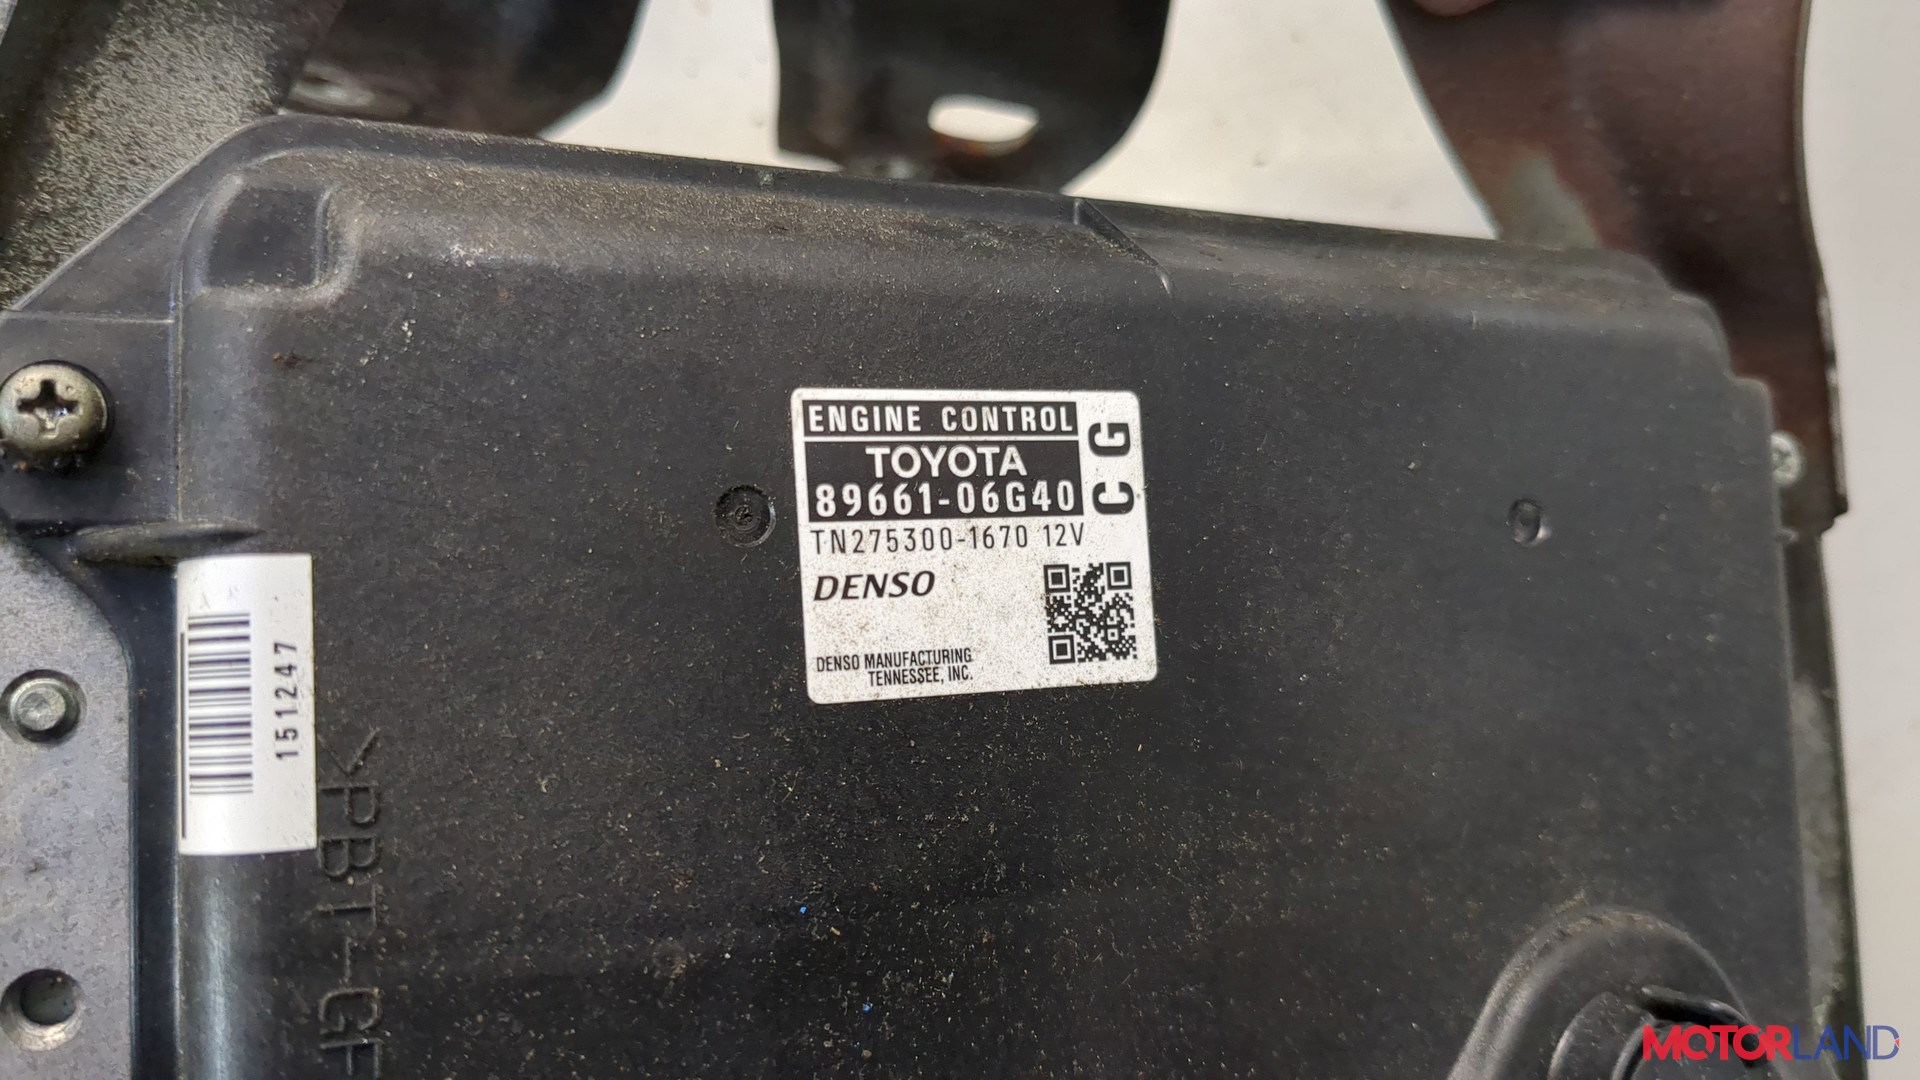 ENGINE CONTROL
TOYOTA
89661-06G40
CG
TN275300-1670 12V
DENSO
DENSO MANUFACTURING
TENNESSEE, INC.
151247
>PBT-GF
MOTORLAND